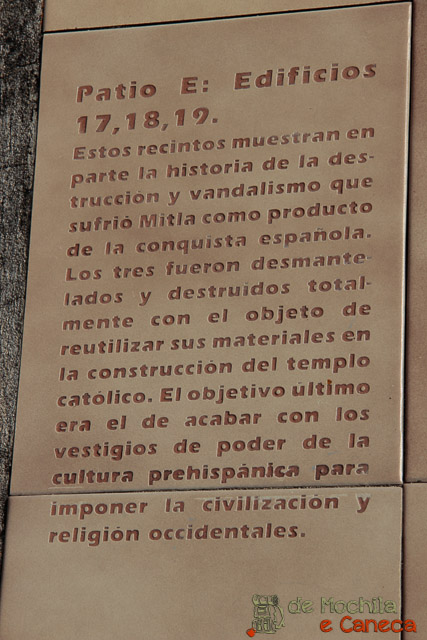 Patio E: Edificios
17,18,19.
Estos recintos muestran en
parte la historia de la des-
trucción y vandalismo que
sufrió Mitla como producto
de la conquista española.
Los tres fueron desmante-
lados y destruidos total-
mente con el objeto de
reutilizar sus materiales en
la construcción del templo
católico. El objetivo último
era el de acabar con los
vestigios de poder de la
cultura prehispánica para
imponer la civilización y
religión occidentales.
de Mochila
e Caneca